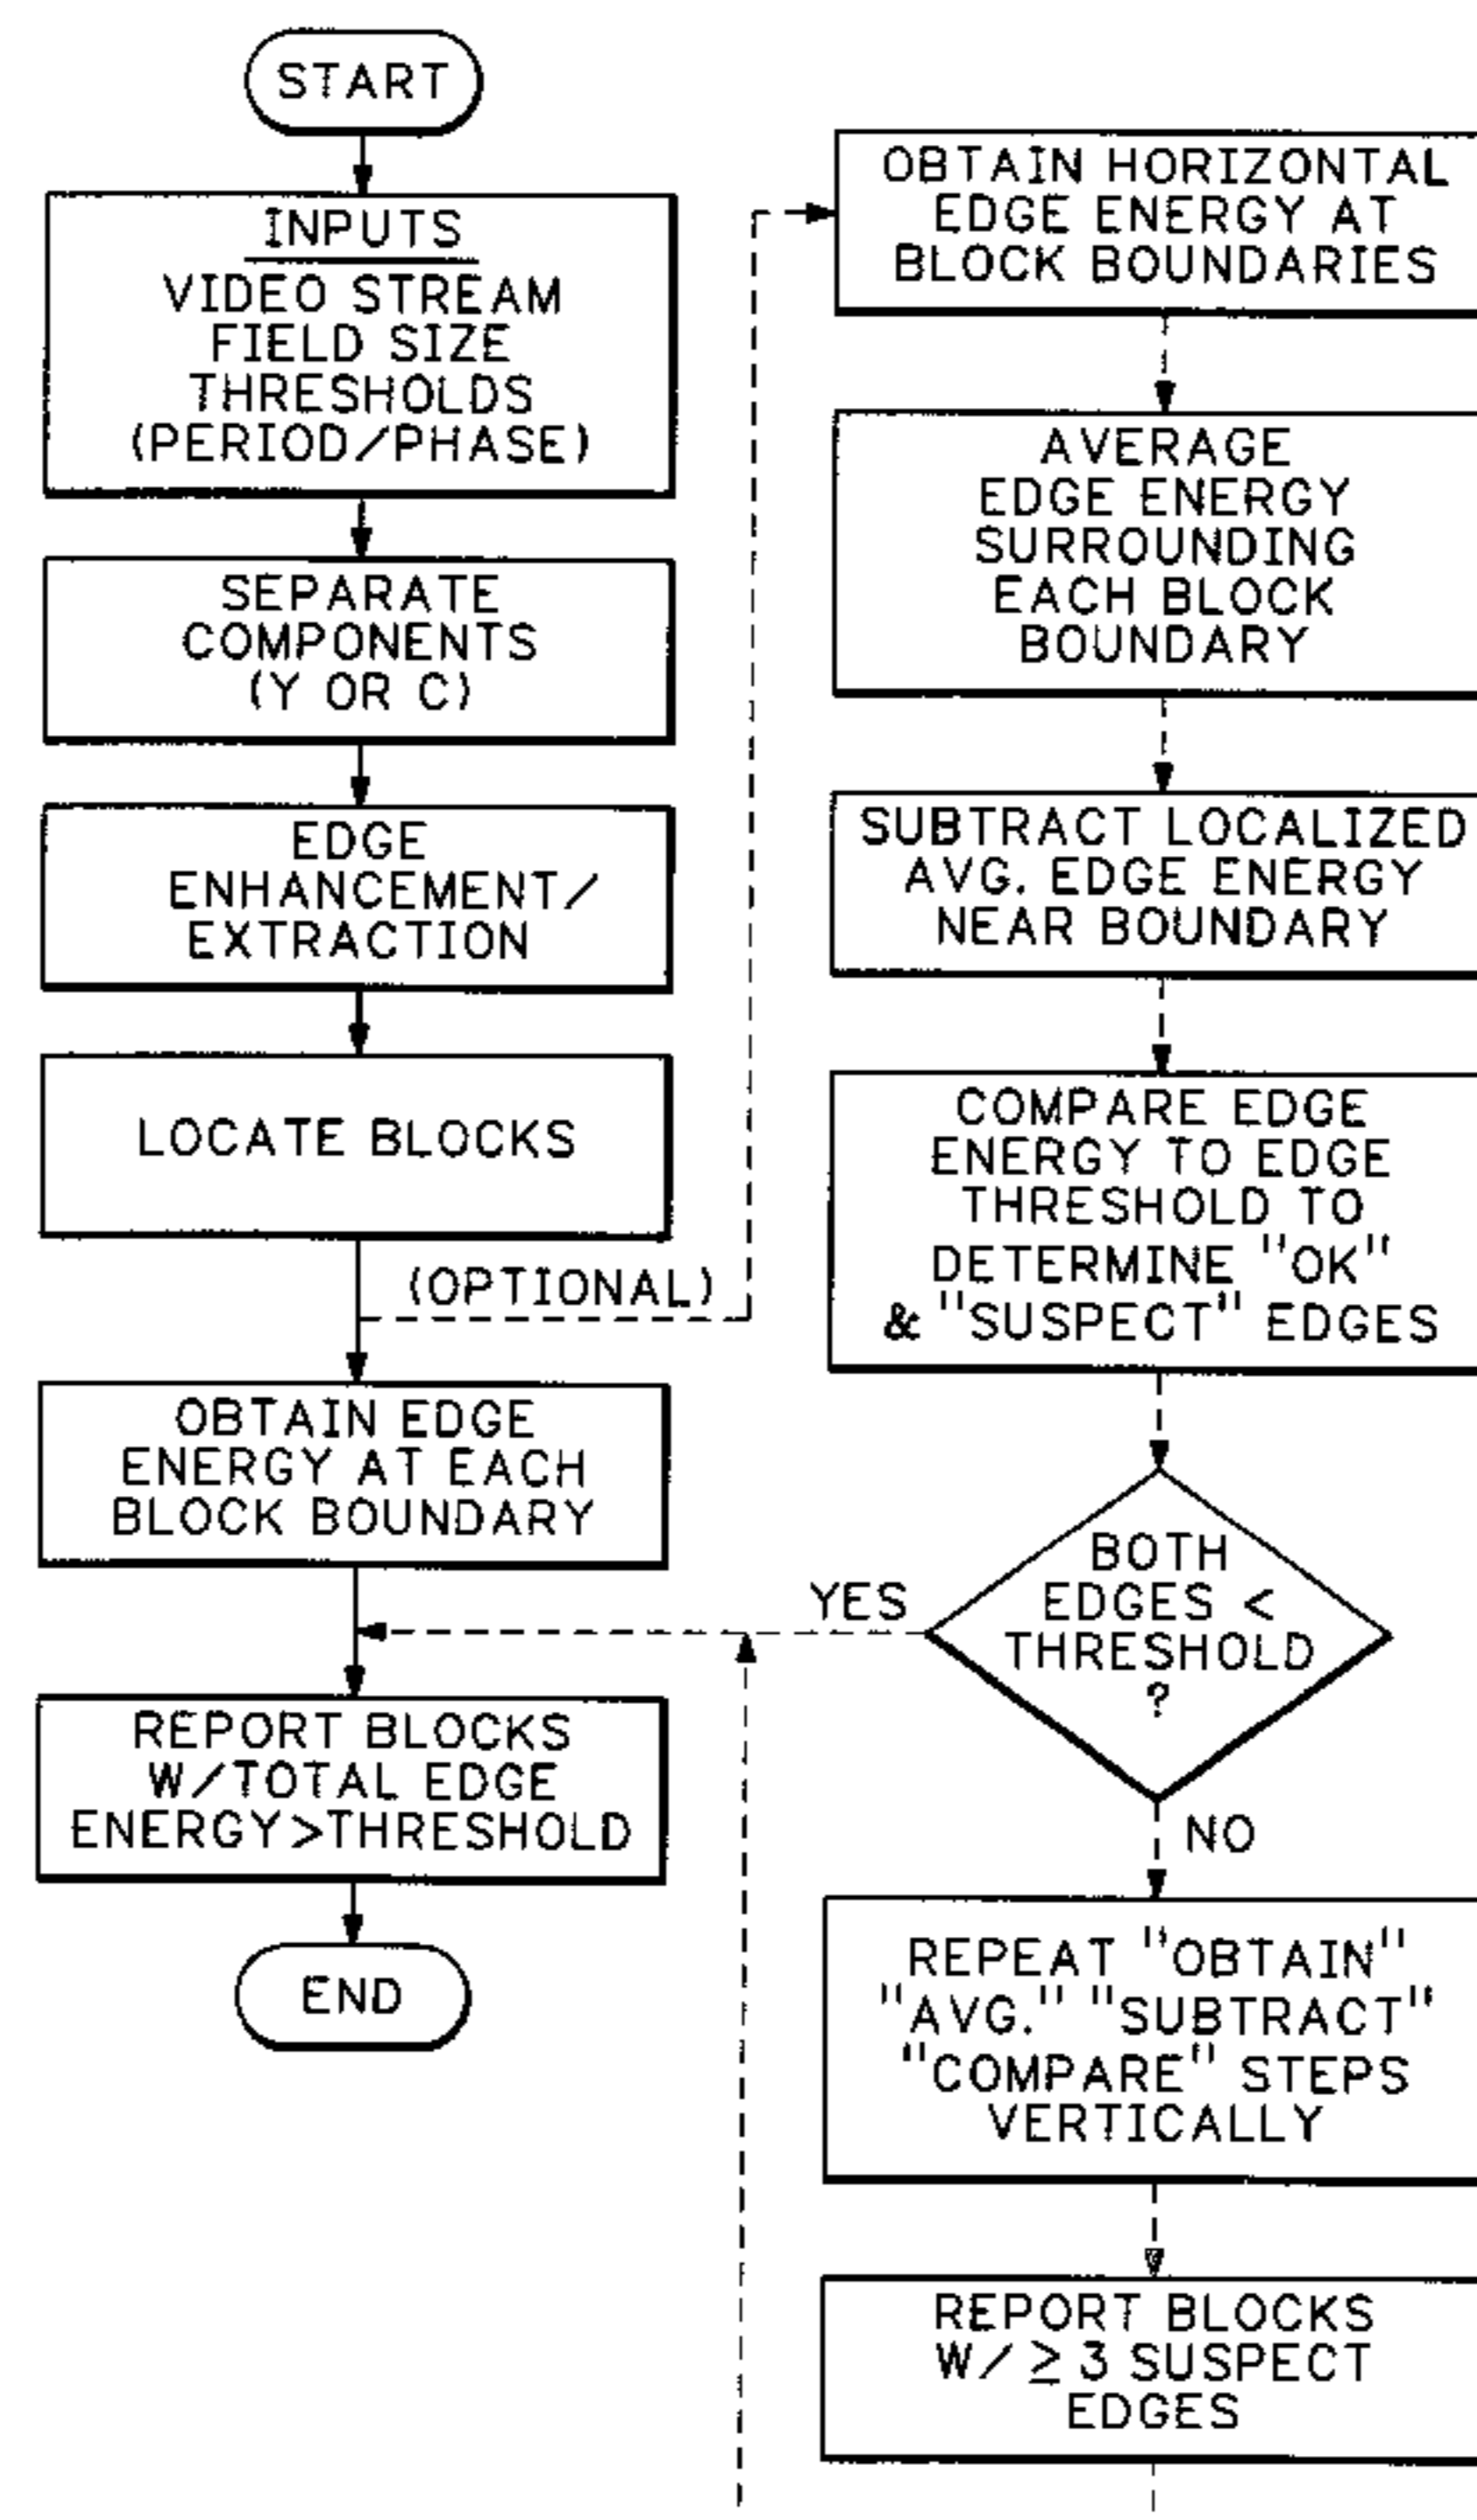 START
INPUTS
VIDEO STREAM
FIELD SIZE
THRESHOLDS
(PERIOD/PHASE)
SEPARATE
COMPONENTS
(Y OR C)
EDGE
ENHANCEMENT/
EXTRACTION
LOCATE BLOCKS
(OPTIONAL)
OBTAIN EDGE
ENERGY AT EACH
BLOCK BOUNDARY
REPORT BLOCKS
W/TOTAL EDGE
ENERGY>THRESHOLD
END
OBTAIN HORIZONTAL
EDGE ENERGY AT
BLOCK BOUNDARIES
AVERAGE
EDGE ENERGY
SURROUNDING
EACH BLOCK
BOUNDARY
SUBTRACT LOCALIZED
AVG. EDGE ENERGY
NEAR BOUNDARY
COMPARE EDGE
ENERGY TO EDGE
THRESHOLD TO
DETERMINE "OK"
& "SUSPECT" EDGES
BOTH
EDGES <
THRESHOLD
?
YES
NO
REPEAT "OBTAIN"
"AVG." "SUBTRACT"
"COMPARE" STEPS
VERTICALLY
REPORT BLOCKS
W/≥3 SUSPECT
EDGES